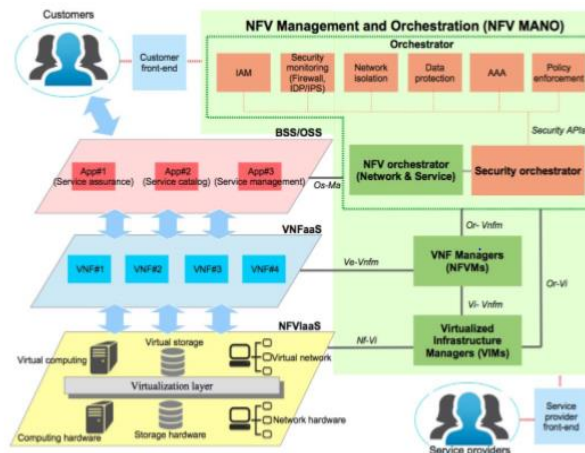 Customers
Customer
front-end
NFV Management and Orchestration (NFV MANO)
Orchestrator
IAM
Security
monitoring
(Firewall,
IDP/IPS)
Network
isolation
Data
protection
AAA
Policy
enforcement
Security APIs
BSS/OSS
App#1
(Service assurance)
App#2
(Service catalog)
App#3
(Service management)
Os-Ma
NFV orchestrator
(Network & Service)
Security orchestrator
VNFaaS
VNF#1
VNF#2
VNF#3
VNF#4
Or- Vnfm
Ve-Vnfm
VNF Managers
(NFVMs)
Or-Vi
Vi- Vnfm
NFVIaaS
Virtual computing
Virtual storage
Virtual network
Nf-Vi
Virtualized
Infrastructure
Managers (VIMs)
Virtualization layer
Computing hardware
Storage hardware
Network hardware
Service providers
Service
provider
front-end